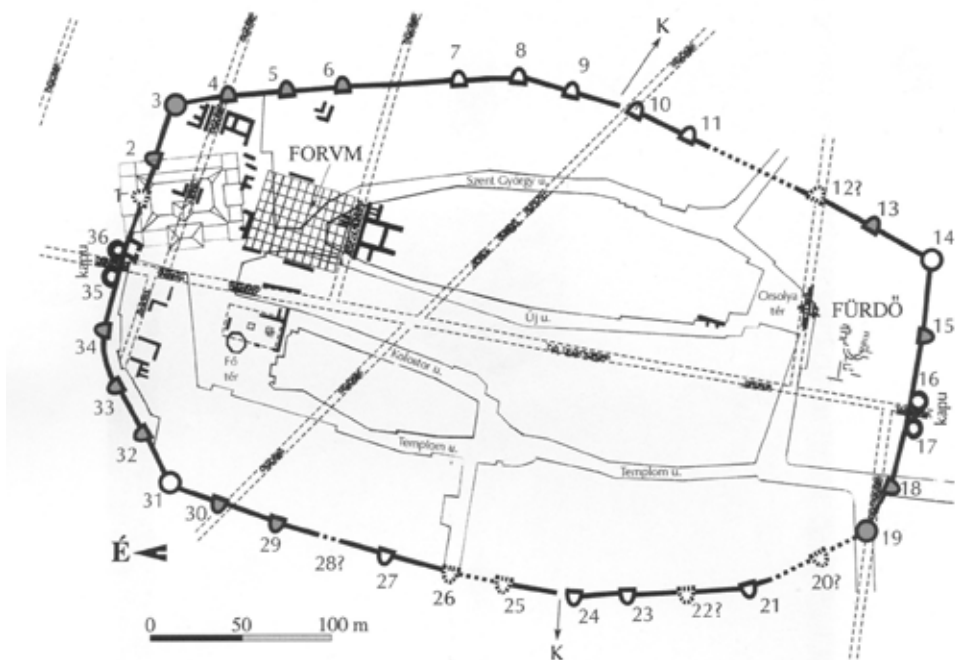 K
7
8
9
10
11
6
5
4
3
2
1
FORVM
Szent György u.
12?
13
14
36
kapu
35
34
33
32
31
30
29
28?
27
26
25
24
23
22?
21
20?
19
18
17
16
15
kapu
Orsolya
tér
FÜRDŐ
Új u.
Fő
tér
Kolostor u.
Templom u.
Templom u.
É
0 50 100 m
K